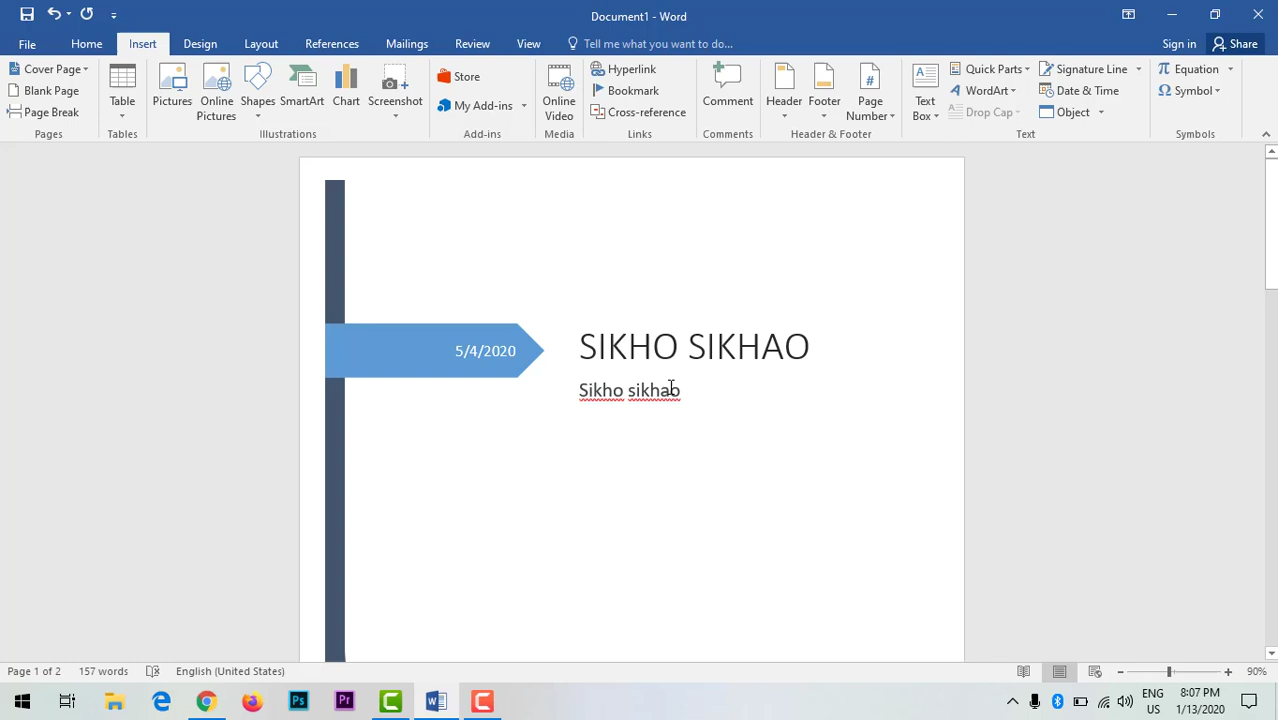 Document1 - Word
File Home Insert Design Layout References Mailings Review View Tell me what you want to do... Sign in Share
Cover Page
Blank Page
Page Break
Pages
Table
Tables
Pictures
Online Pictures
Shapes
SmartArt
Chart
Screenshot
Illustrations
Store
My Add-ins
Add-ins
Online Video
Media
Hyperlink
Bookmark
Cross-reference
Links
Comment
Comments
Header
Footer
Page Number
Header & Footer
Text Box
Quick Parts
WordArt
Drop Cap
Signature Line
Date & Time
Object
Text
Equation
Symbol
Symbols
5/4/2020
SIKHO SIKHAO
Sikho sikhao
Page 1 of 2 157 words English (United States) 90%
ENG
US
8:07 PM
1/13/2020